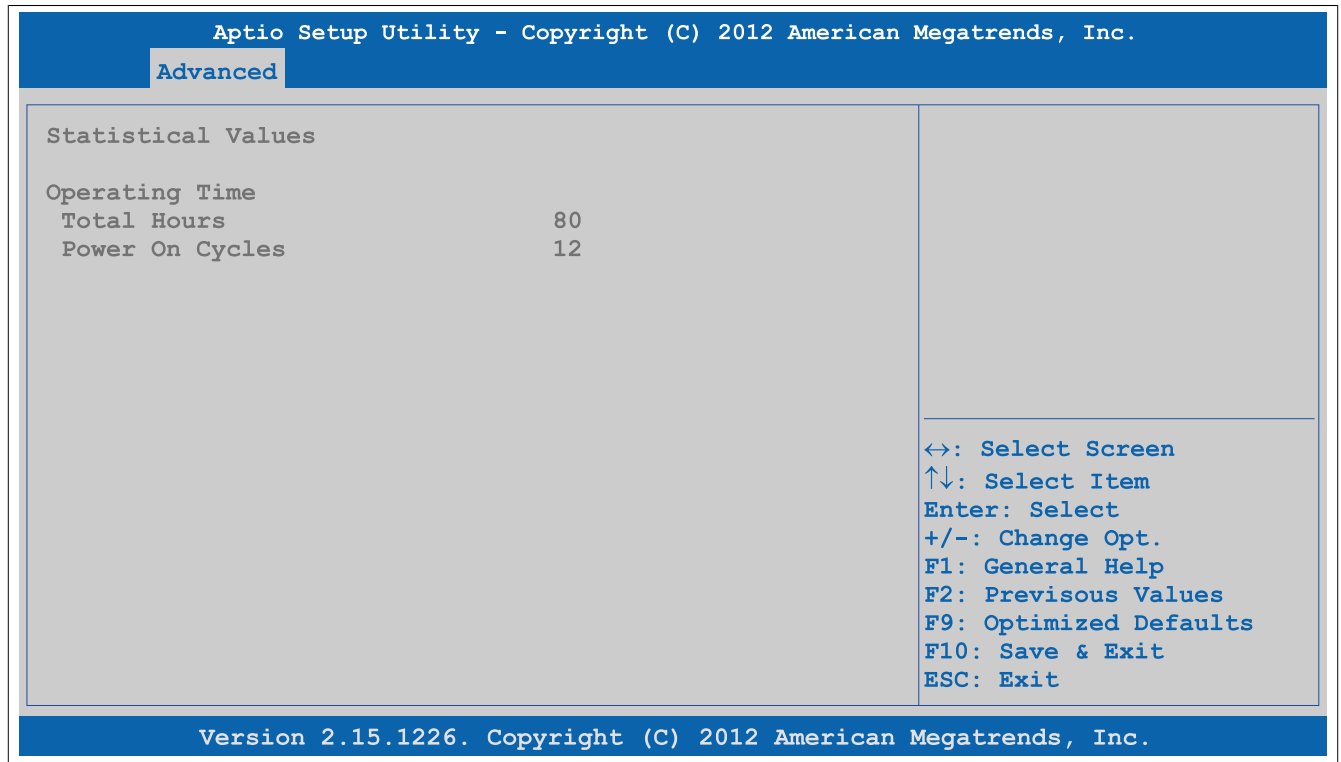 Aptio Setup Utility - Copyright (C) 2012 American Megatrends, Inc.
Advanced
Statistical Values
Operating Time
Total Hours 80
Power On Cycles 12
↔: Select Screen
↑↓: Select Item
Enter: Select
+/-: Change Opt.
F1: General Help
F2: Previsous Values
F9: Optimized Defaults
F10: Save & Exit
ESC: Exit
Version 2.15.1226. Copyright (C) 2012 American Megatrends, Inc.